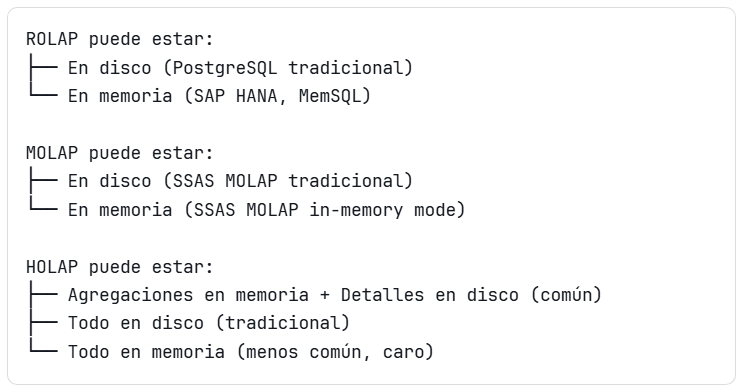 ROLAP puede estar:
├── En disco (PostgreSQL tradicional)
└── En memoria (SAP HANA, MemSQL)
MOLAP puede estar:
├── En disco (SSAS MOLAP tradicional)
└── En memoria (SSAS MOLAP in-memory mode)
HOLAP puede estar:
├── Agregaciones en memoria + Detalles en disco (común)
├── Todo en disco (tradicional)
└── Todo en memoria (menos común, caro)